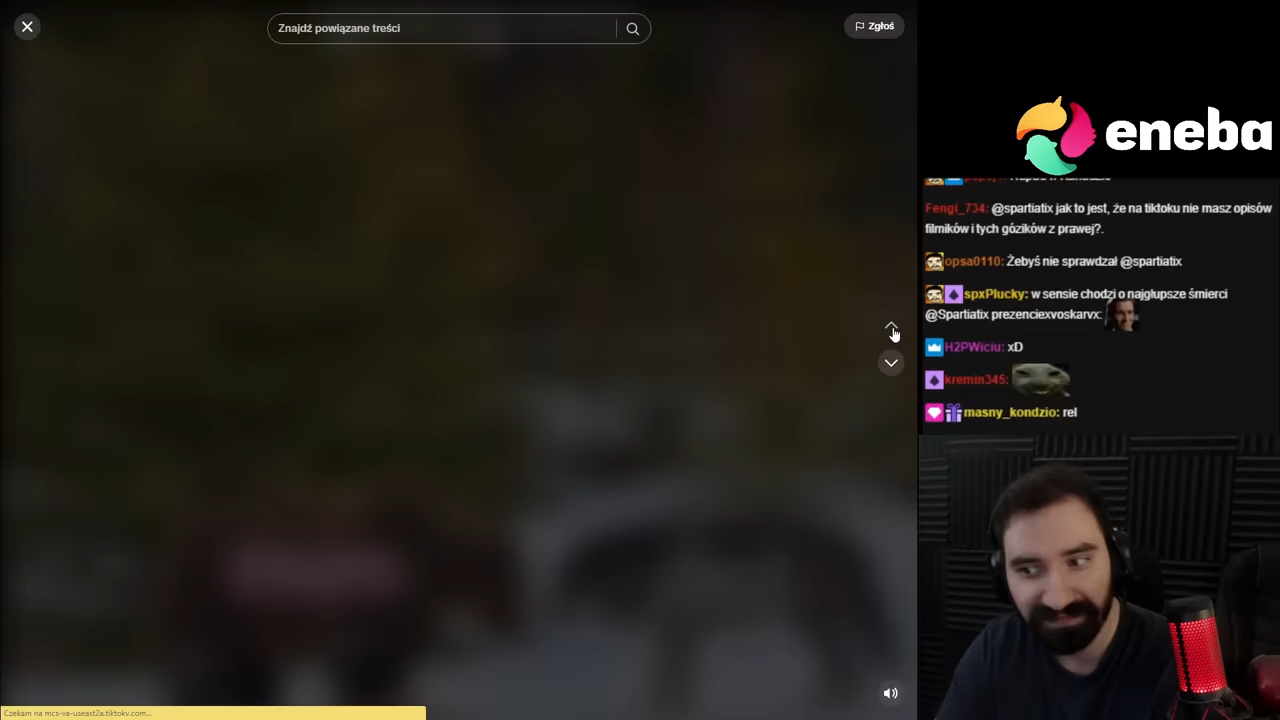 Znajdź powiązane treści
Zgłoś
eneba
Fengi_734: @spartiatix jak to jest, że na tiktoku nie masz opisów
filmików i tych gózików z prawej?.
opsa0110: Żebyś nie sprawdzał @spartiatix
spxPlucky: w sensie chodzi o najgłupsze śmierci
@Spartiatix prezenciexvoskarvx:
H2PWiciu: xD
kremin345:
masny_kondzio: rel
Czekam na mcs-va-useast2a.tiktokv.com...